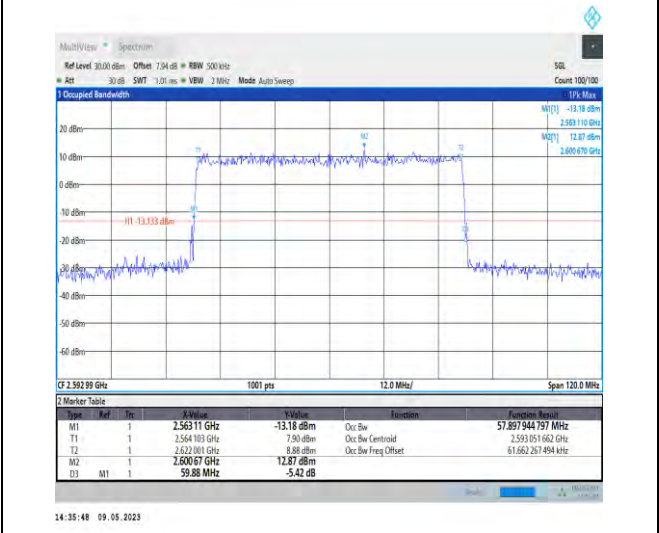 MultiView Spectrum
Ref Level 30.00 dBm Offset 7.94 dB RBW 500 kHz SGL
Att 30 dB SWT 1.01 ms VBW 2 MHz Mode Auto Sweep Count 100/100
1 Occupied Bandwidth 1Pk Max
M1[1] -13.18 dBm
2.563 110 GHz
20 dBm
M2[1] 12.87 dBm
2.600 670 GHz
M2
T1
T2
10 dBm
0 dBm
-10 dBm
M1
H1 -13.133 dBm
-20 dBm
D3
-30 dBm
-40 dBm
-50 dBm
-60 dBm
CF 2.592 99 GHz 1001 pts 12.0 MHz/ Span 120.0 MHz
2 Marker Table
Type Ref Trc X-Value Y-Value Function Function Result
M1 1 2.563 11 GHz -13.18 dBm Occ Bw 57.897 944 797 MHz
T1 1 2.564 103 GHz 7.90 dBm Occ Bw Centroid 2.593 051 662 GHz
T2 1 2.622 001 GHz 8.88 dBm Occ Bw Freq Offset 61.662 267 494 kHz
M2 1 2.600 67 GHz 12.87 dBm
D3 M1 1 59.88 MHz -5.42 dB
14:35:48 09.05.2023